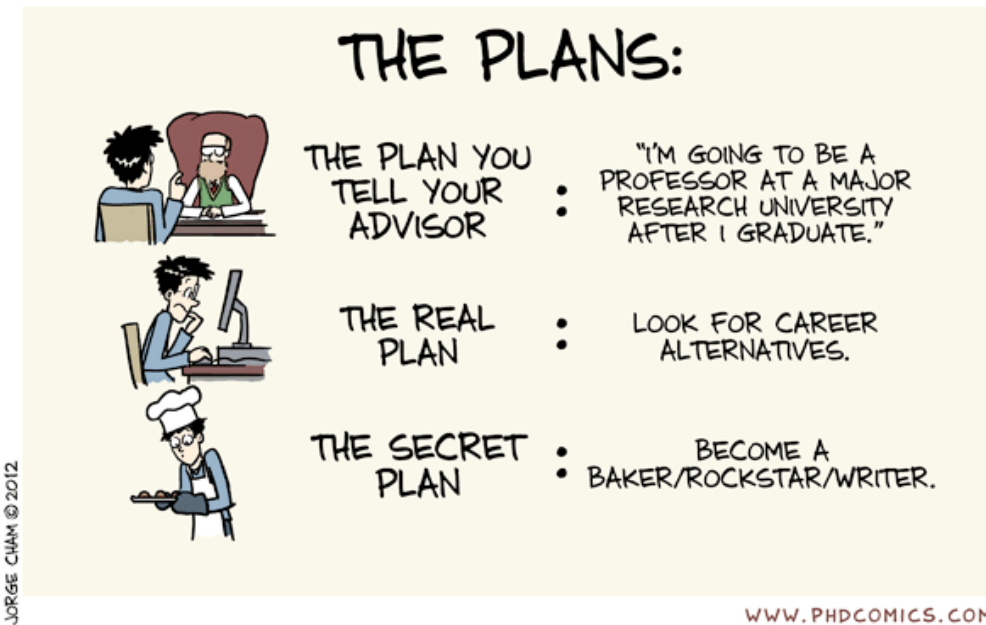 THE PLANS:
THE PLAN YOU
TELL YOUR
ADVISOR
:
"I'M GOING TO BE A
PROFESSOR AT A MAJOR
RESEARCH UNIVERSITY
AFTER I GRADUATE."
THE REAL
PLAN
:
LOOK FOR CAREER
ALTERNATIVES.
THE SECRET
PLAN
:
BECOME A
BAKER/ROCKSTAR/WRITER.
JORGE CHAM ©2012
WWW.PHDCOMICS.COM